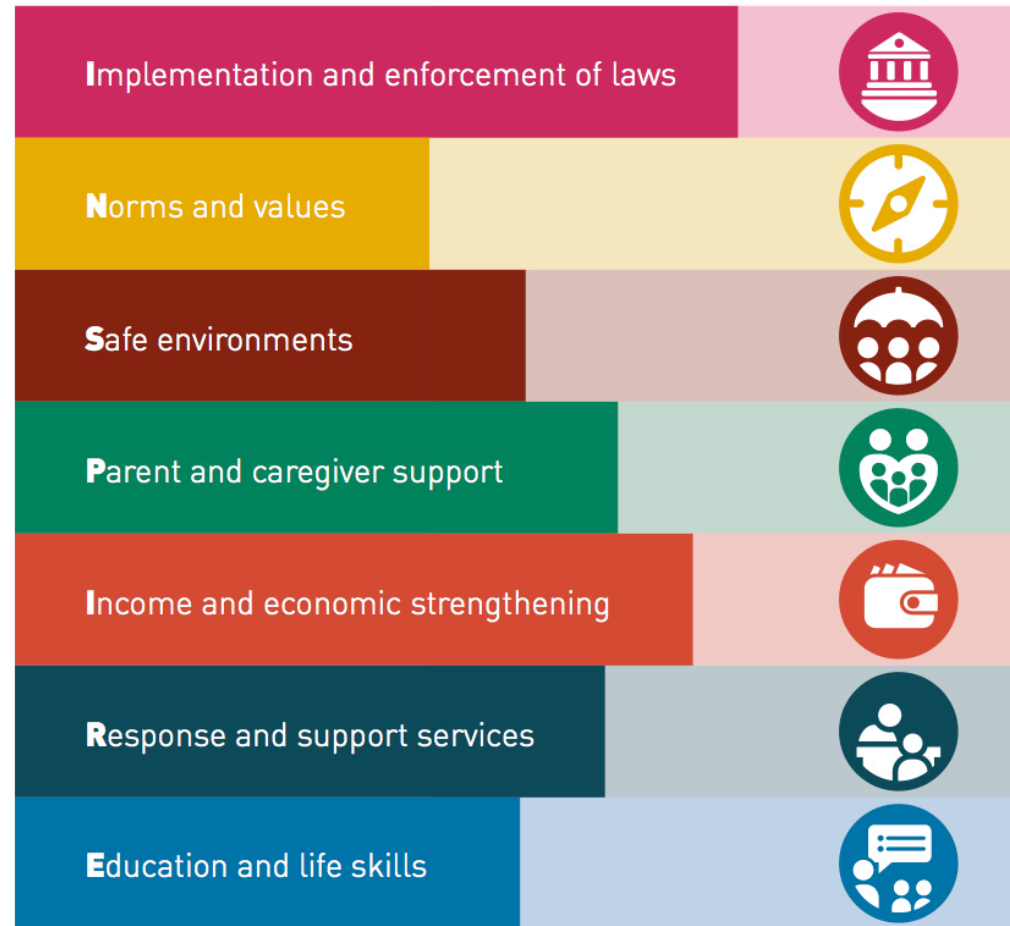 Implementation and enforcement of laws
Norms and values
Safe environments
Parent and caregiver support
Income and economic strengthening
Response and support services
Education and life skills